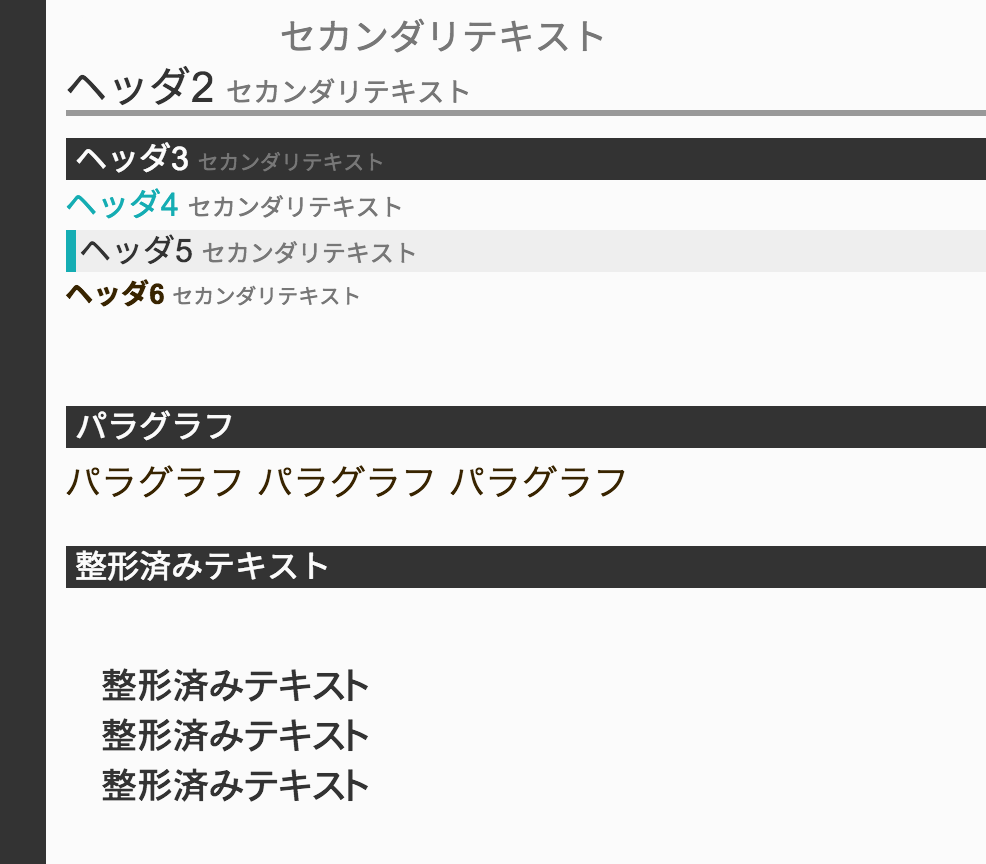 セカンダリテキスト
ヘッダ2 セカンダリテキスト
ヘッダ3 セカンダリテキスト
ヘッダ4 セカンダリテキスト
ヘッダ5 セカンダリテキスト
ヘッダ6 セカンダリテキスト
パラグラフ
パラグラフ パラグラフ パラグラフ
整形済みテキスト
整形済みテキスト
整形済みテキスト
整形済みテキスト